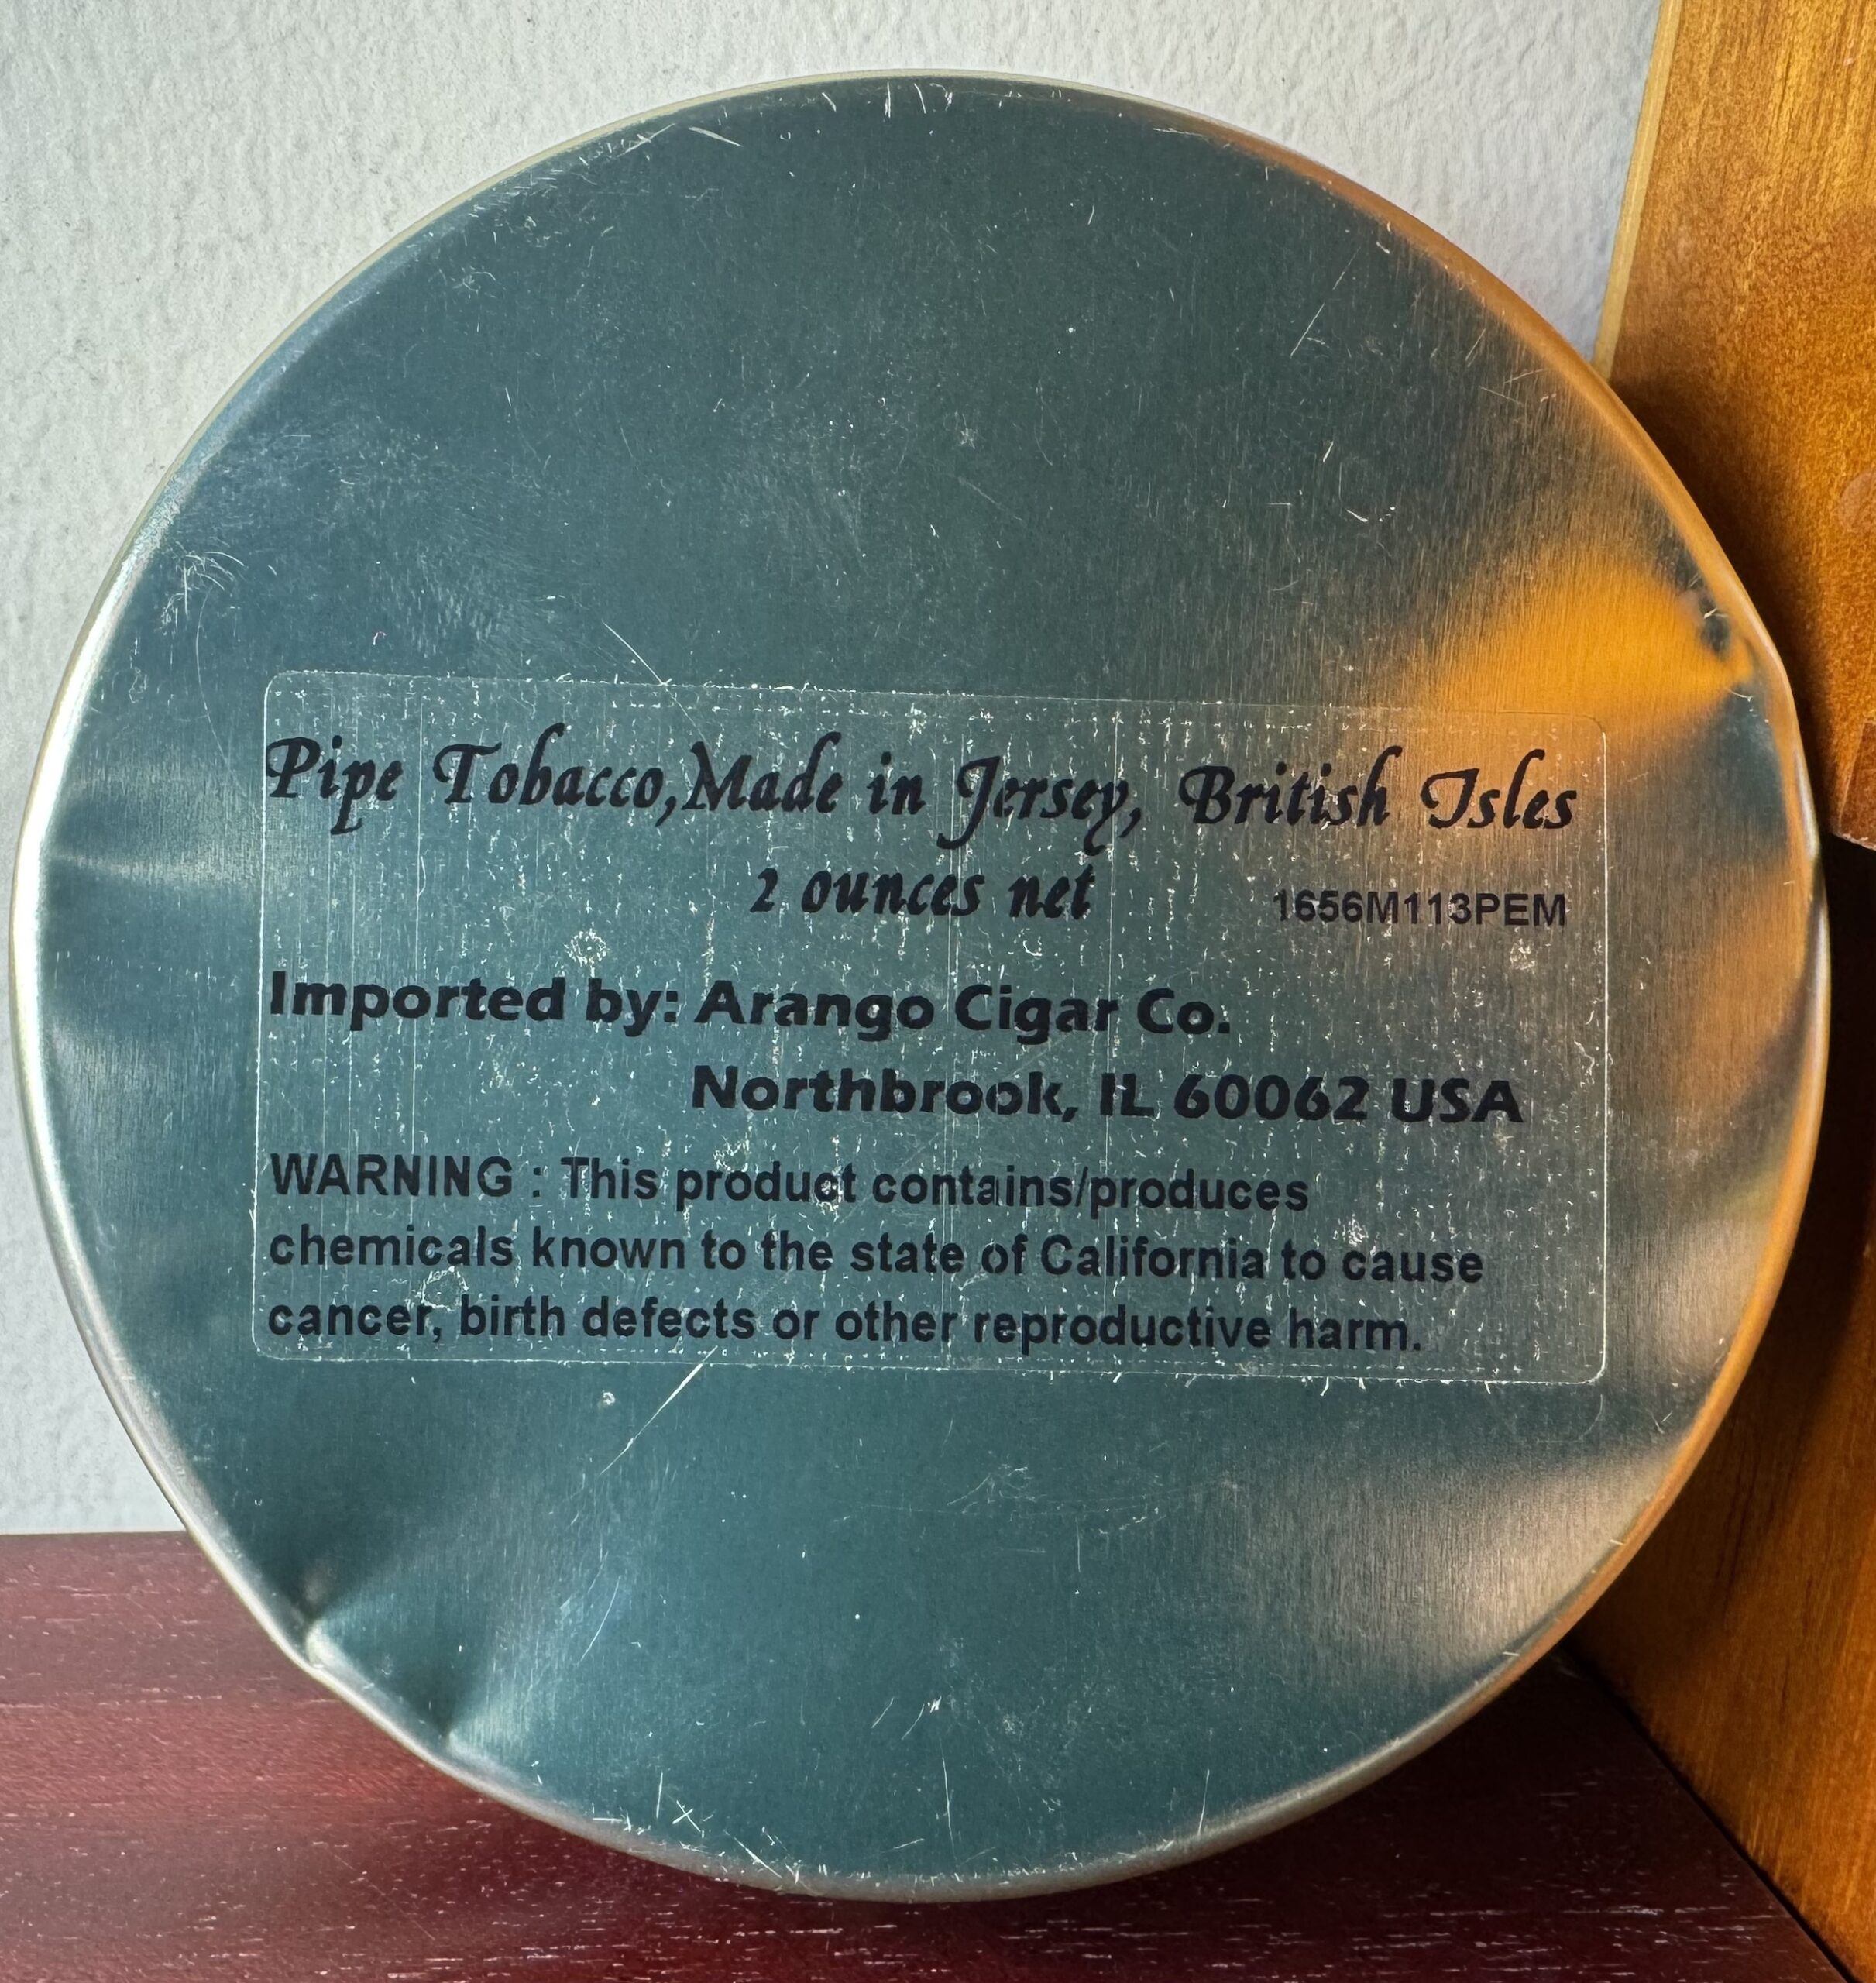 Pipe Tobacco,Made in Jersey, British Isles
2 ounces net 1656M113PEM
Imported by: Arango Cigar Co.
Northbrook, IL 60062 USA
WARNING : This product contains/produces
chemicals known to the state of California to cause
cancer, birth defects or other reproductive harm.